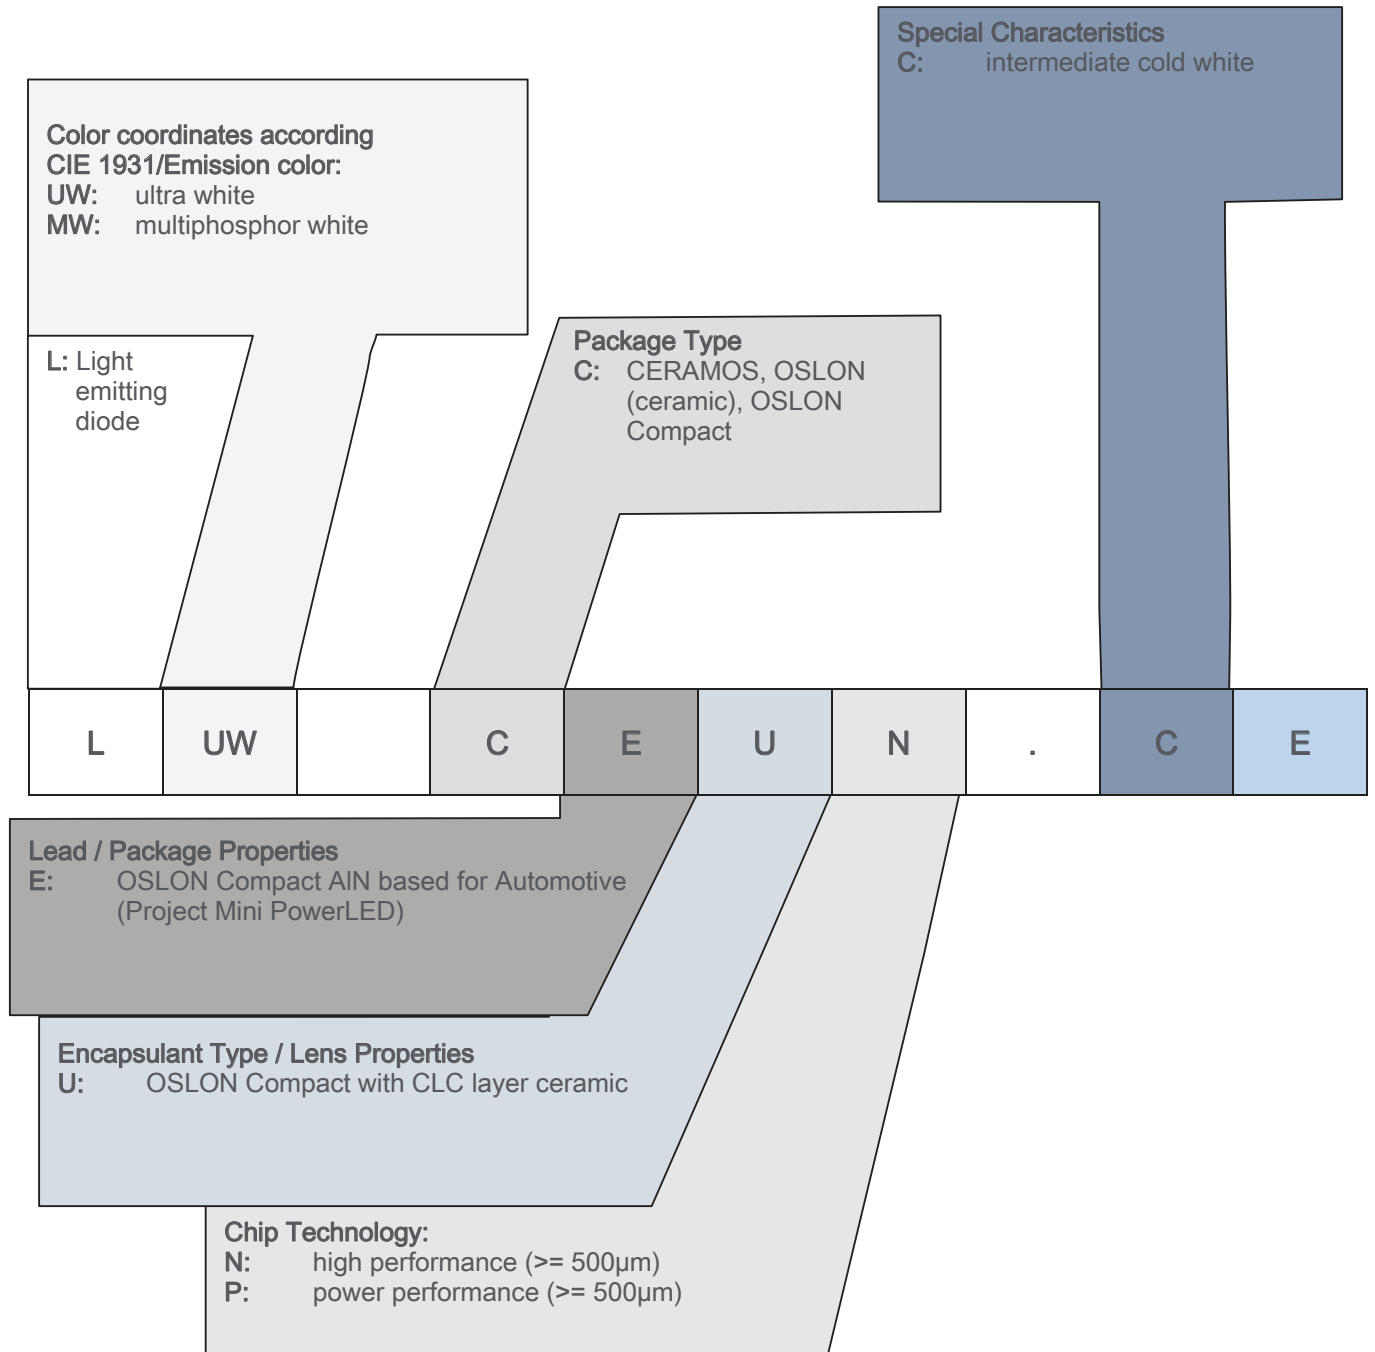 Special Characteristics
C: intermediate cold white
Color coordinates according
CIE 1931/Emission color:
UW: ultra white
MW: multiphosphor white
L: Light
emitting
diode
Package Type
C: CERAMOS, OSLON
(ceramic), OSLON
Compact
L UW C E U N . C E
Lead / Package Properties
E: OSLON Compact AlN based for Automotive
(Project Mini PowerLED)
Encapsulant Type / Lens Properties
U: OSLON Compact with CLC layer ceramic
Chip Technology:
N: high performance (>= 500µm)
P: power performance (>= 500µm)